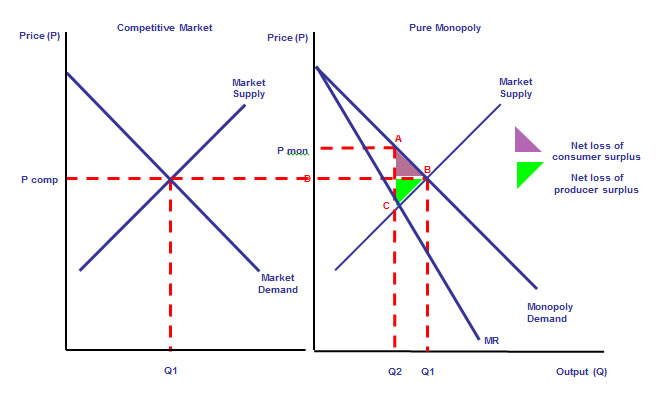 Competitive Market
Price (P)
Market
Supply
P comp
Market
Demand
Q1
Pure Monopoly
Price (P)
Market
Supply
A
P mon
B
D
C
Net loss of
consumer surplus
Net loss of
producer surplus
Monopoly
Demand
MR
Q2
Q1
Output (Q)